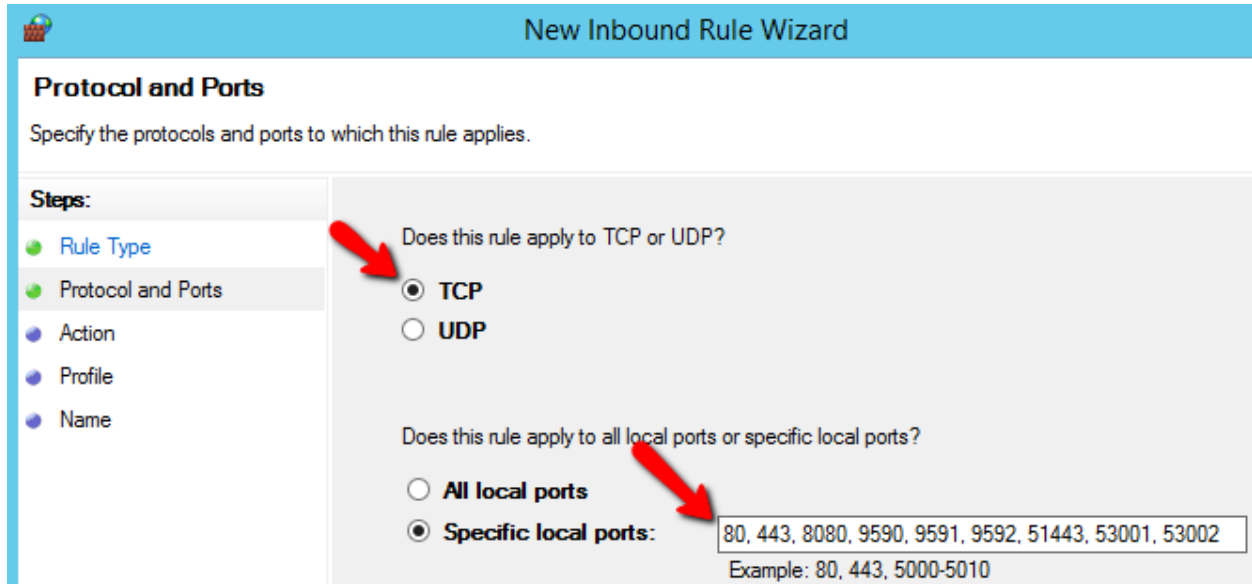 New Inbound Rule Wizard
Protocol and Ports
Specify the protocols and ports to which this rule applies.
Steps:
Rule Type
Protocol and Ports
Action
Profile
Name
Does this rule apply to TCP or UDP?
TCP
UDP
Does this rule apply to all local ports or specific local ports?
All local ports
Specific local ports: 80, 443, 8080, 9590, 9591, 9592, 51443, 53001, 53002
Example: 80, 443, 5000-5010